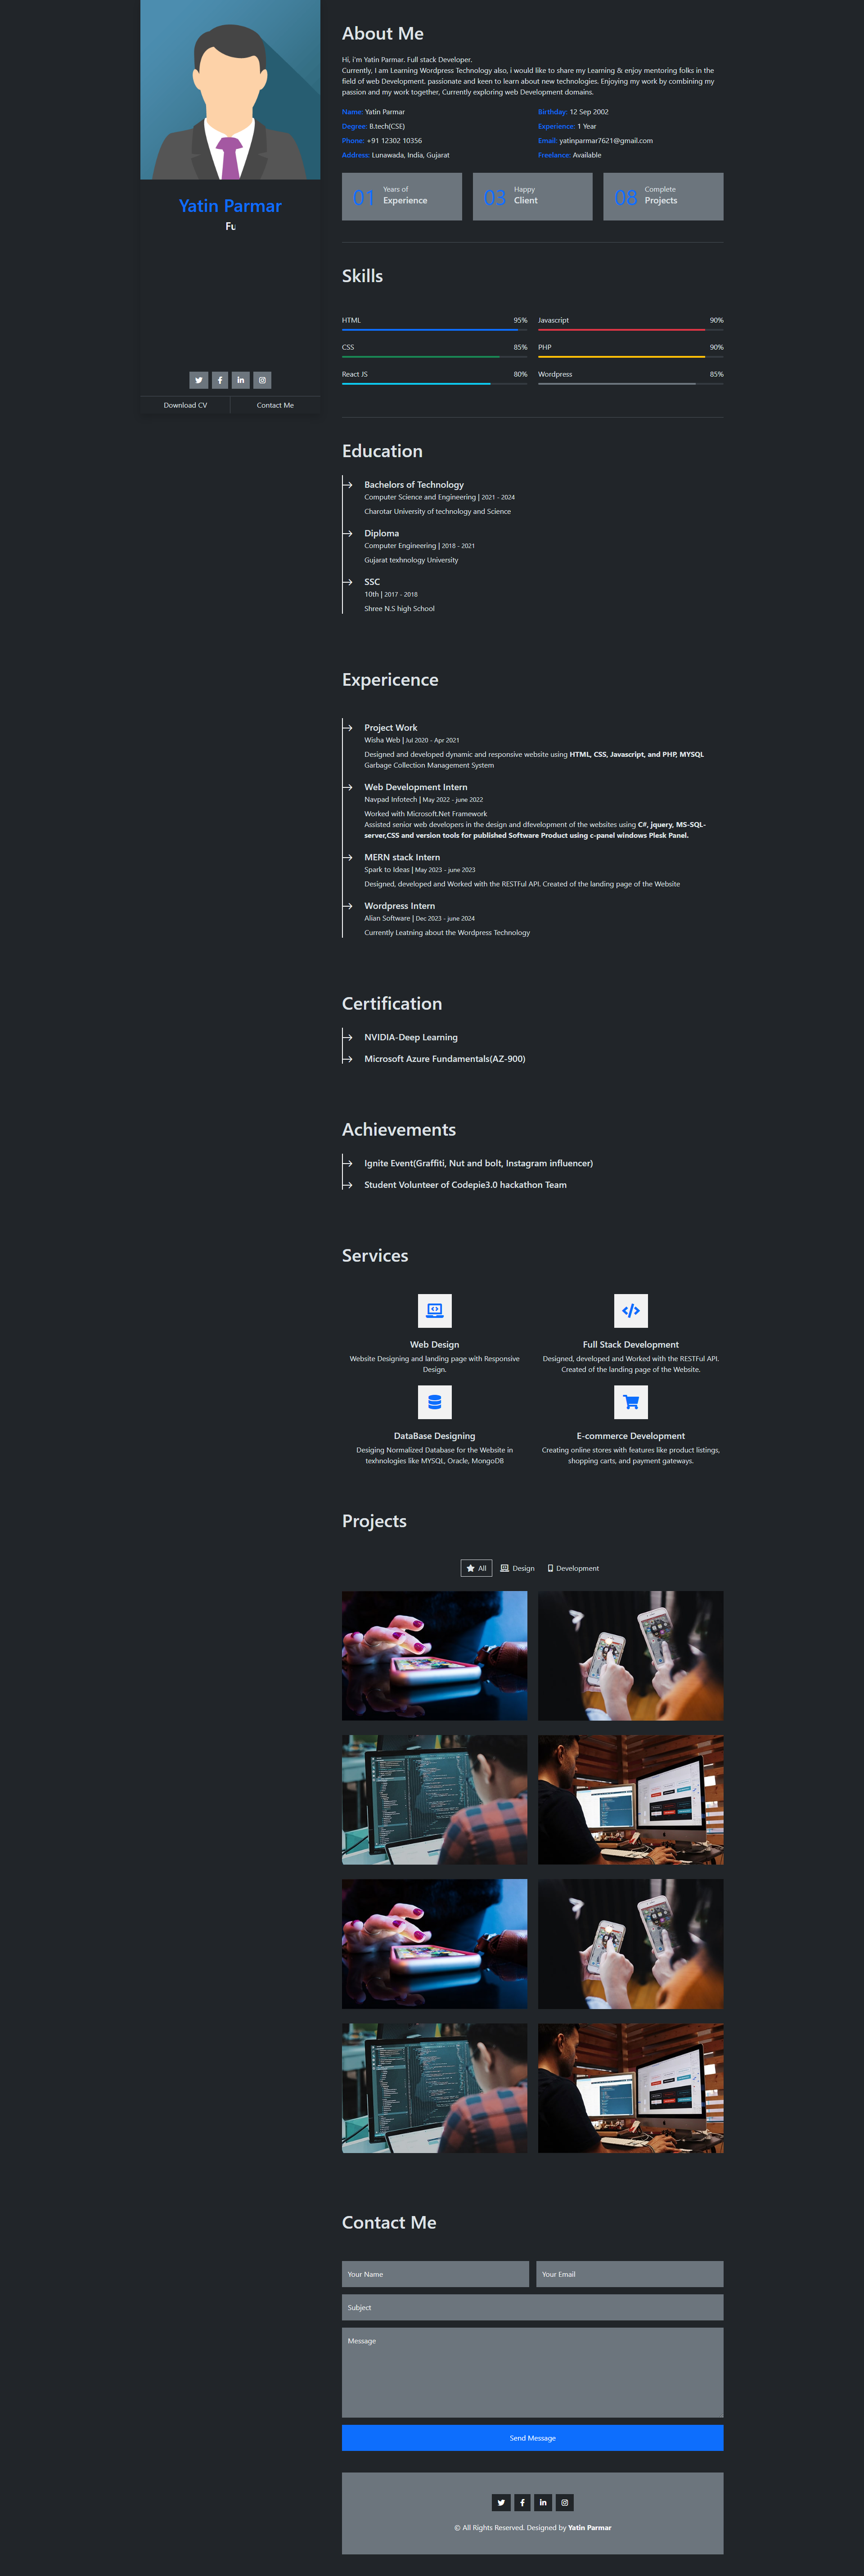 Yatin Parmar
Fu
Download CV
Contact Me
About Me
Hi, i'm Yatin Parmar. Full stack Developer.
Currently, I am Learning Wordpress Technology also, i would like to share my Learning & enjoy mentoring folks in the
field of web Development. passionate and keen to learn about new technologies. Enjoying my work by combining my
passion and my work together, Currently exploring web Development domains.
Name: Yatin Parmar
Birthday: 12 Sep 2002
Degree: B.tech(CSE)
Experience: 1 Year
Phone: +91 12302 10356
Email: yatinparmar7621@gmail.com
Address: Lunawada, India, Gujarat
Freelance: Available
01 Years of
Experience
03 Happy
Client
08 Complete
Projects
Skills
HTML 95%
Javascript 90%
CSS 85%
PHP 90%
React JS 80%
Wordpress 85%
Education
Bachelors of Technology
Computer Science and Engineering | 2021 - 2024
Charotar University of technology and Science
Diploma
Computer Engineering | 2018 - 2021
Gujarat texhnology University
SSC
10th | 2017 - 2018
Shree N.S high School
Expericence
Project Work
Wisha Web | Jul 2020 - Apr 2021
Designed and developed dynamic and responsive website using HTML, CSS, Javascript, and PHP, MYSQL
Garbage Collection Management System
Web Development Intern
Navpad Infotech | May 2022 - june 2022
Worked with Microsoft.Net Framework
Assisted senior web developers in the design and dfevelopment of the websites using C#, jquery, MS-SQL-
server,CSS and version tools for published Software Product using c-panel windows Plesk Panel.
MERN stack Intern
Spark to Ideas | May 2023 - june 2023
Designed, developed and Worked with the RESTFul API. Created of the landing page of the Website
Wordpress Intern
Alian Software | Dec 2023 - june 2024
Currently Leatning about the Wordpress Technology
Certification
NVIDIA-Deep Learning
Microsoft Azure Fundamentals(AZ-900)
Achievements
Ignite Event(Graffiti, Nut and bolt, Instagram influencer)
Student Volunteer of Codepie3.0 hackathon Team
Services
Web Design
Website Designing and landing page with Responsive
Design.
Full Stack Development
Designed, developed and Worked with the RESTFul API.
Created of the landing page of the Website.
DataBase Designing
Desiging Normalized Database for the Website in
texhnologies like MYSQL, Oracle, MongoDB
E-commerce Development
Creating online stores with features like product listings,
shopping carts, and payment gateways.
Projects
All
Design
Development
Contact Me
Your Name
Your Email
Subject
Message
Send Message
© All Rights Reserved. Designed by Yatin Parmar